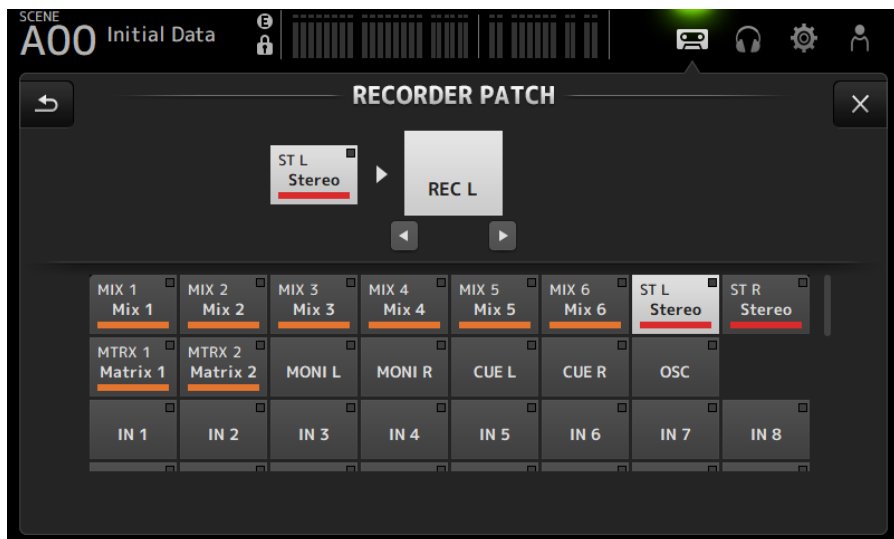 SCENE
A00 Initial Data
E
RECORDER PATCH
ST L
Stereo
REC L
MIX 1
Mix 1
MIX 2
Mix 2
MIX 3
Mix 3
MIX 4
Mix 4
MIX 5
Mix 5
MIX 6
Mix 6
ST L
Stereo
ST R
Stereo
MTRX 1
Matrix 1
MTRX 2
Matrix 2
MONI L
MONI R
CUE L
CUE R
OSC
IN 1
IN 2
IN 3
IN 4
IN 5
IN 6
IN 7
IN 8